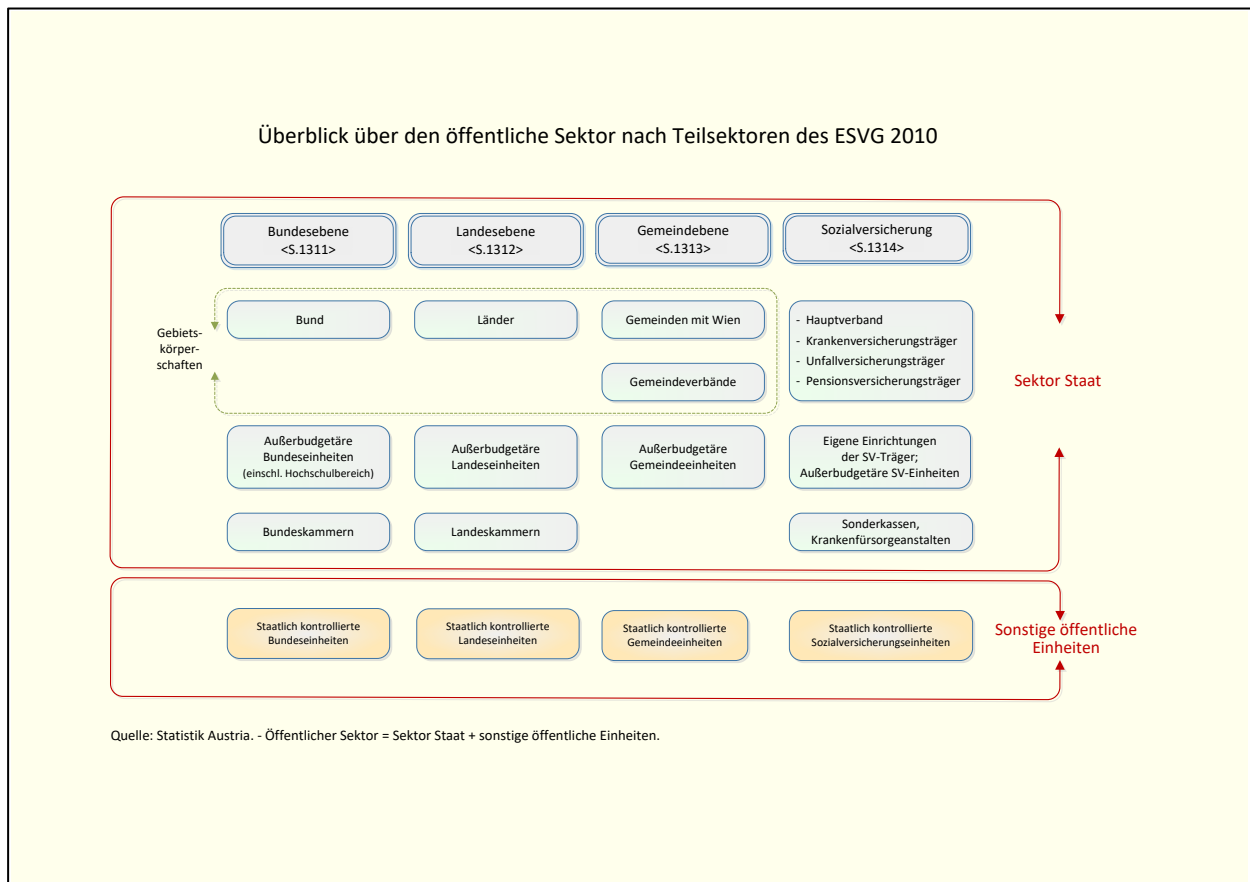 Überblick über den öffentliche Sektor nach Teilsektoren des ESVG 2010
Bundesebene
<S.1311>
Landesebene
<S.1312>
Gemeindebene
<S.1313>
Sozialversicherung
<S.1314>
Gebiets-
körper-
schaften
Bund
Länder
Gemeinden mit Wien
Gemeindeverbände
- Hauptverband
- Krankenversicherungsträger
- Unfallversicherungsträger
- Pensionsversicherungsträger
Sektor Staat
Außerbudgetäre
Bundeseinheiten
(einschl. Hochschulbereich)
Außerbudgetäre
Landeseinheiten
Außerbudgetäre
Gemeindeeinheiten
Eigene Einrichtungen
der SV-Träger;
Außerbudgetäre SV-Einheiten
Bundeskammern
Landeskammern
Sonderkassen,
Krankenfürsorgeanstalten
Staatlich kontrollierte
Bundeseinheiten
Staatlich kontrollierte
Landeseinheiten
Staatlich kontrollierte
Gemeindeeinheiten
Staatlich kontrollierte
Sozialversicherungseinheiten
Sonstige öffentliche
Einheiten
Quelle: Statistik Austria. - Öffentlicher Sektor = Sektor Staat + sonstige öffentliche Einheiten.